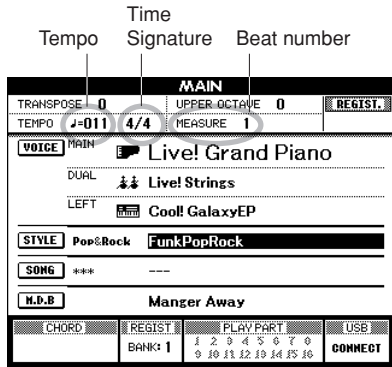 Time
Tempo Signature Beat number
MAIN
TRANSPOSE 0 UPPER OCTAVE 0 REGIST.
TEMPO ♩=011 4/4 MEASURE 1
VOICE MAIN Live! Grand Piano
DUAL Live! Strings
LEFT Cool! GalaxyEP
STYLE Pop&Rock FunkPopRock
SONG *** ---
M.D.B Manger Away
CHORD REGIST PLAY PART USB
BANK: 1 1 2 3 4 5 6 7 8 CONNECT
9 10 11 12 13 14 15 16